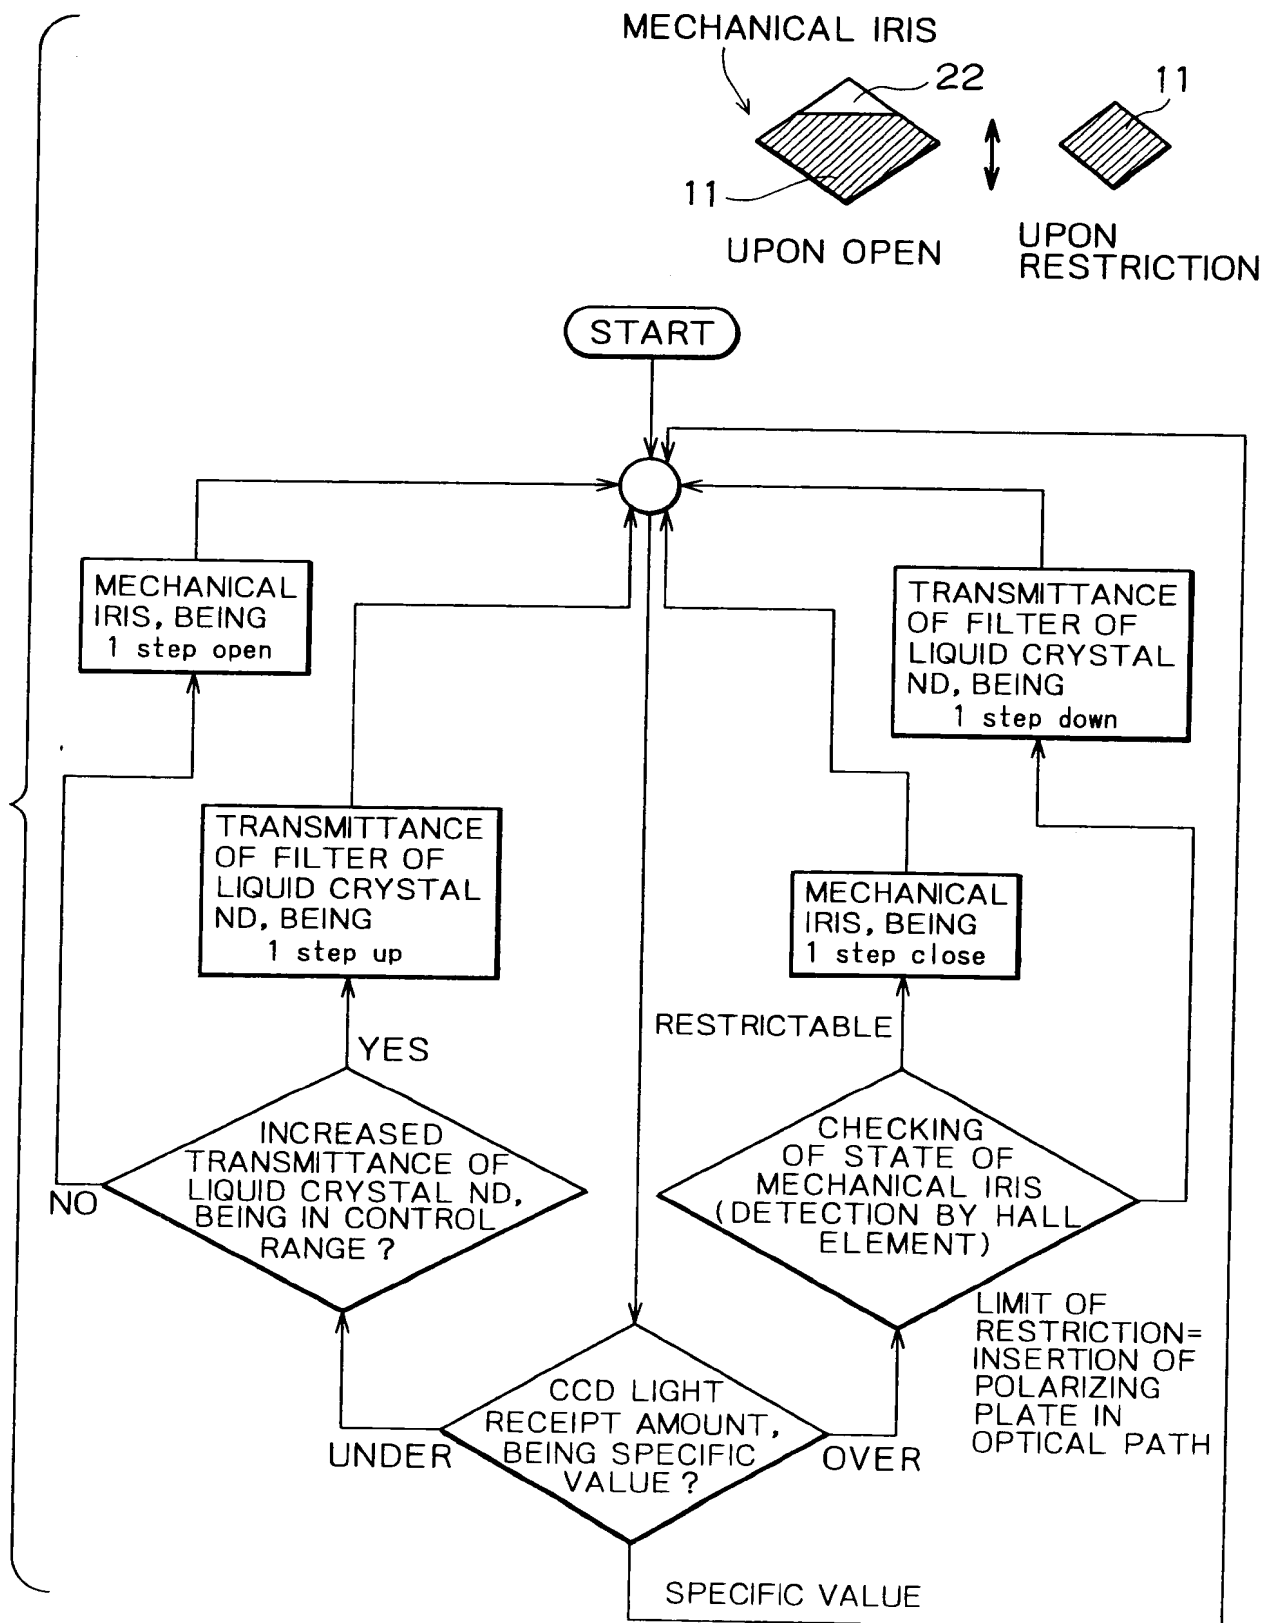 MECHANICAL IRIS
22
11
11
UPON OPEN
UPON
RESTRICTION
START
MECHANICAL
IRIS, BEING
1 step open
TRANSMITTANCE
OF FILTER OF
LIQUID CRYSTAL
ND, BEING
1 step down
TRANSMITTANCE
OF FILTER OF
LIQUID CRYSTAL
ND, BEING
1 step up
MECHANICAL
IRIS, BEING
1 step close
RESTRICTABLE
YES
INCREASED
TRANSMITTANCE OF
LIQUID CRYSTAL ND,
BEING IN CONTROL
RANGE ?
NO
CHECKING
OF STATE OF
MECHANICAL IRIS
(DETECTION BY HALL
ELEMENT)
LIMIT OF
RESTRICTION=
INSERTION OF
POLARIZING
PLATE IN
OPTICAL PATH
CCD LIGHT
RECEIPT AMOUNT,
BEING SPECIFIC
VALUE ?
UNDER
OVER
SPECIFIC VALUE